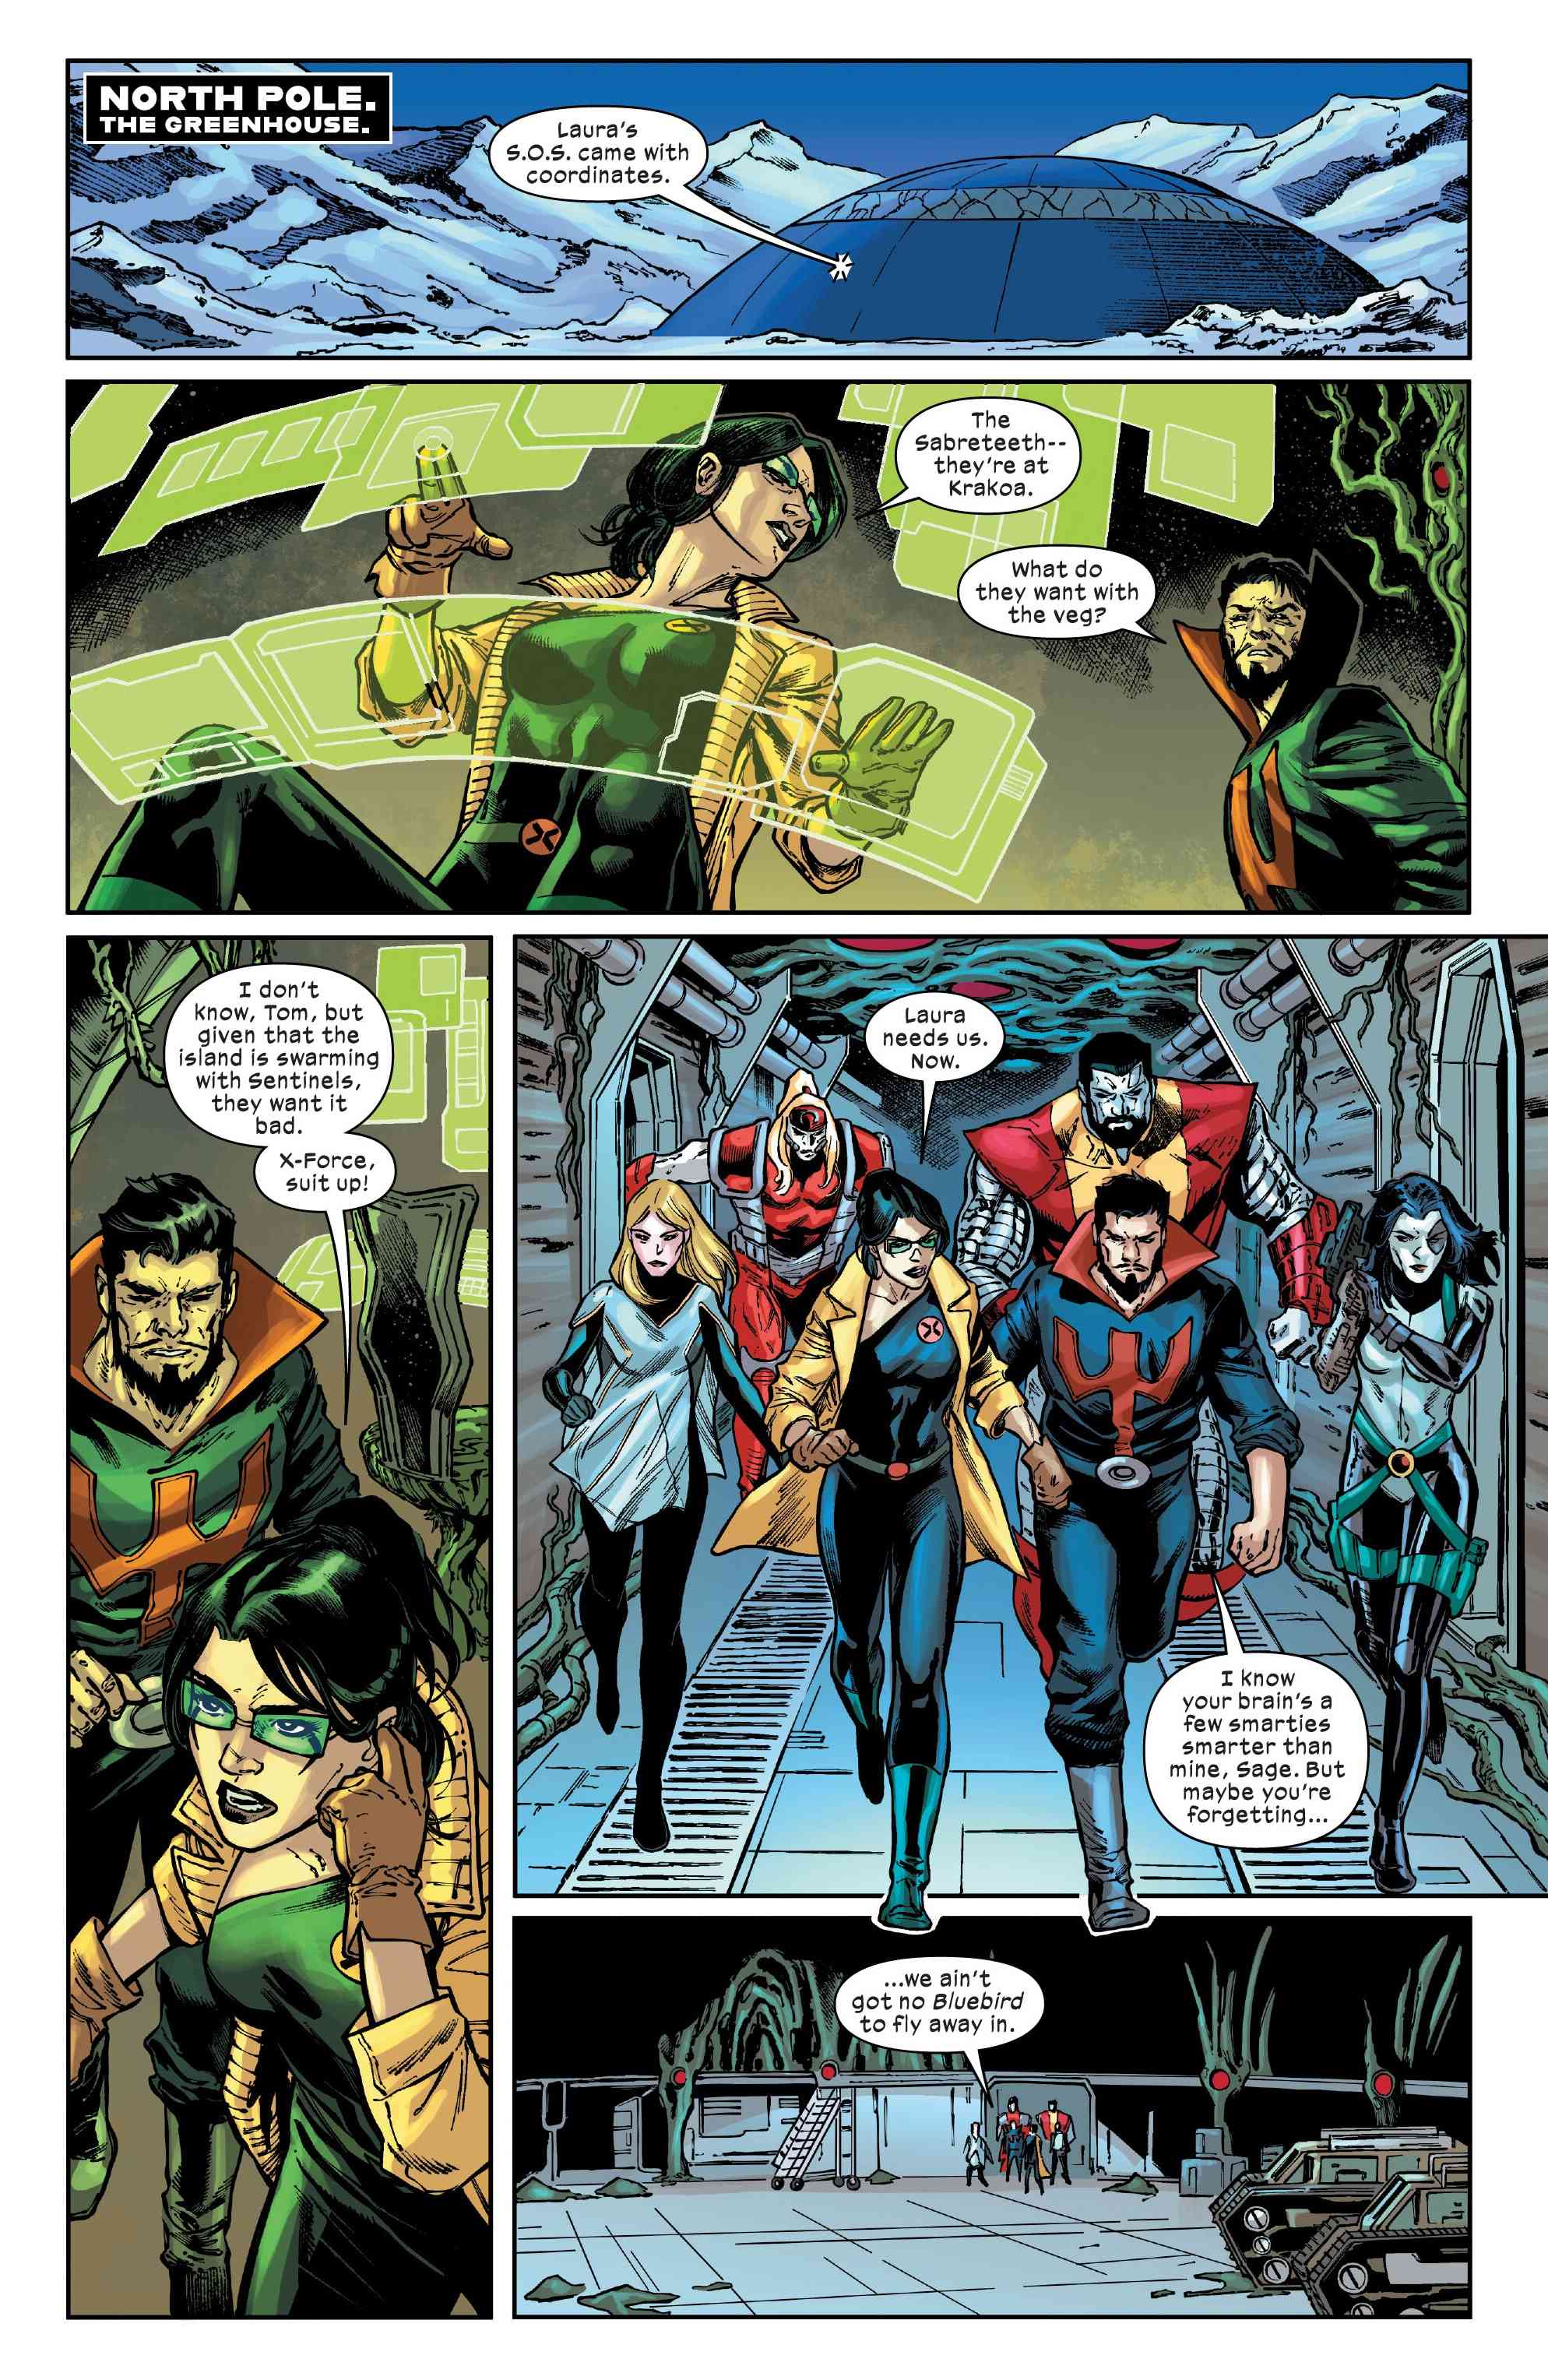 NORTH POLE.
THE GREENHOUSE.
Laura's
S.O.S. came with
coordinates.
The
Sabreteeth--
they're at
Krakoa.
What do
they want with
the veg?
I don't
know, Tom, but
given that the
island is swarming
with Sentinels,
they want it
bad.
X-Force,
suit up!
Laura
needs us.
Now.
I know
your brain's a
few smarties
smarter than
mine, Sage. But
maybe you're
forgetting...
...we ain't
got no Bluebird
to fly away in.